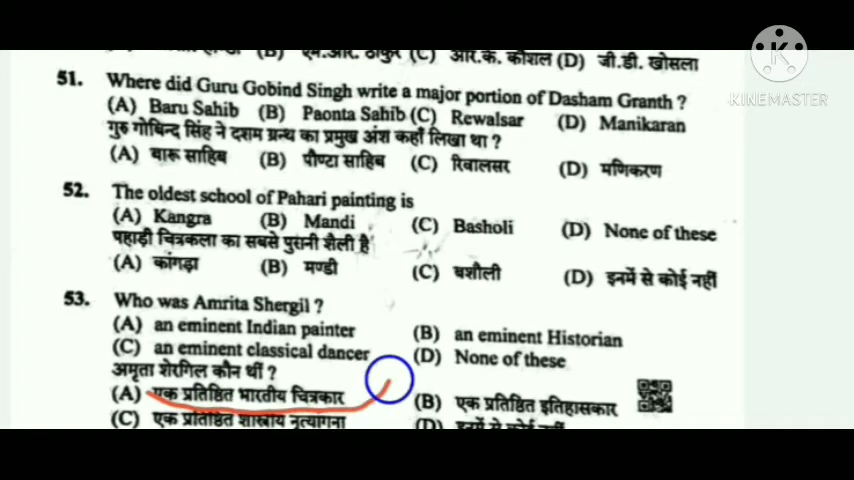 (B) एम.आर. ठाकुर (C) आर.के. कौशल (D) जी.डी. खोसला
51. Where did Guru Gobind Singh write a major portion of Dasham Granth ?
(A) Baru Sahib (B) Paonta Sahib (C) Rewalsar (D) Manikaran
गुरु गोबिन्द सिंह ने दशम ग्रन्थ का प्रमुख अंश कहाँ लिखा था ?
(A) बारू साहिब (B) पौण्टा साहिब (C) रिवालसर (D) मणिकरण
52. The oldest school of Pahari painting is
(A) Kangra (B) Mandi (C) Basholi (D) None of these
पहाड़ी चित्रकला का सबसे पुरानी शैली है
(A) कांगड़ा (B) मण्डी (C) बशौली (D) इनमें से कोई नहीं
53. Who was Amrita Shergil ?
(A) an eminent Indian painter (B) an eminent Historian
(C) an eminent classical dancer (D) None of these
अमृता शेरगिल कौन थीं ?
(A) एक प्रतिष्ठित भारतीय चित्रकार (B) एक प्रतिष्ठित इतिहासकार
(C) एक प्रतिष्ठित शास्त्रीय नृत्यांगना (D) इनमें से कोई नहीं
KINEMASTER